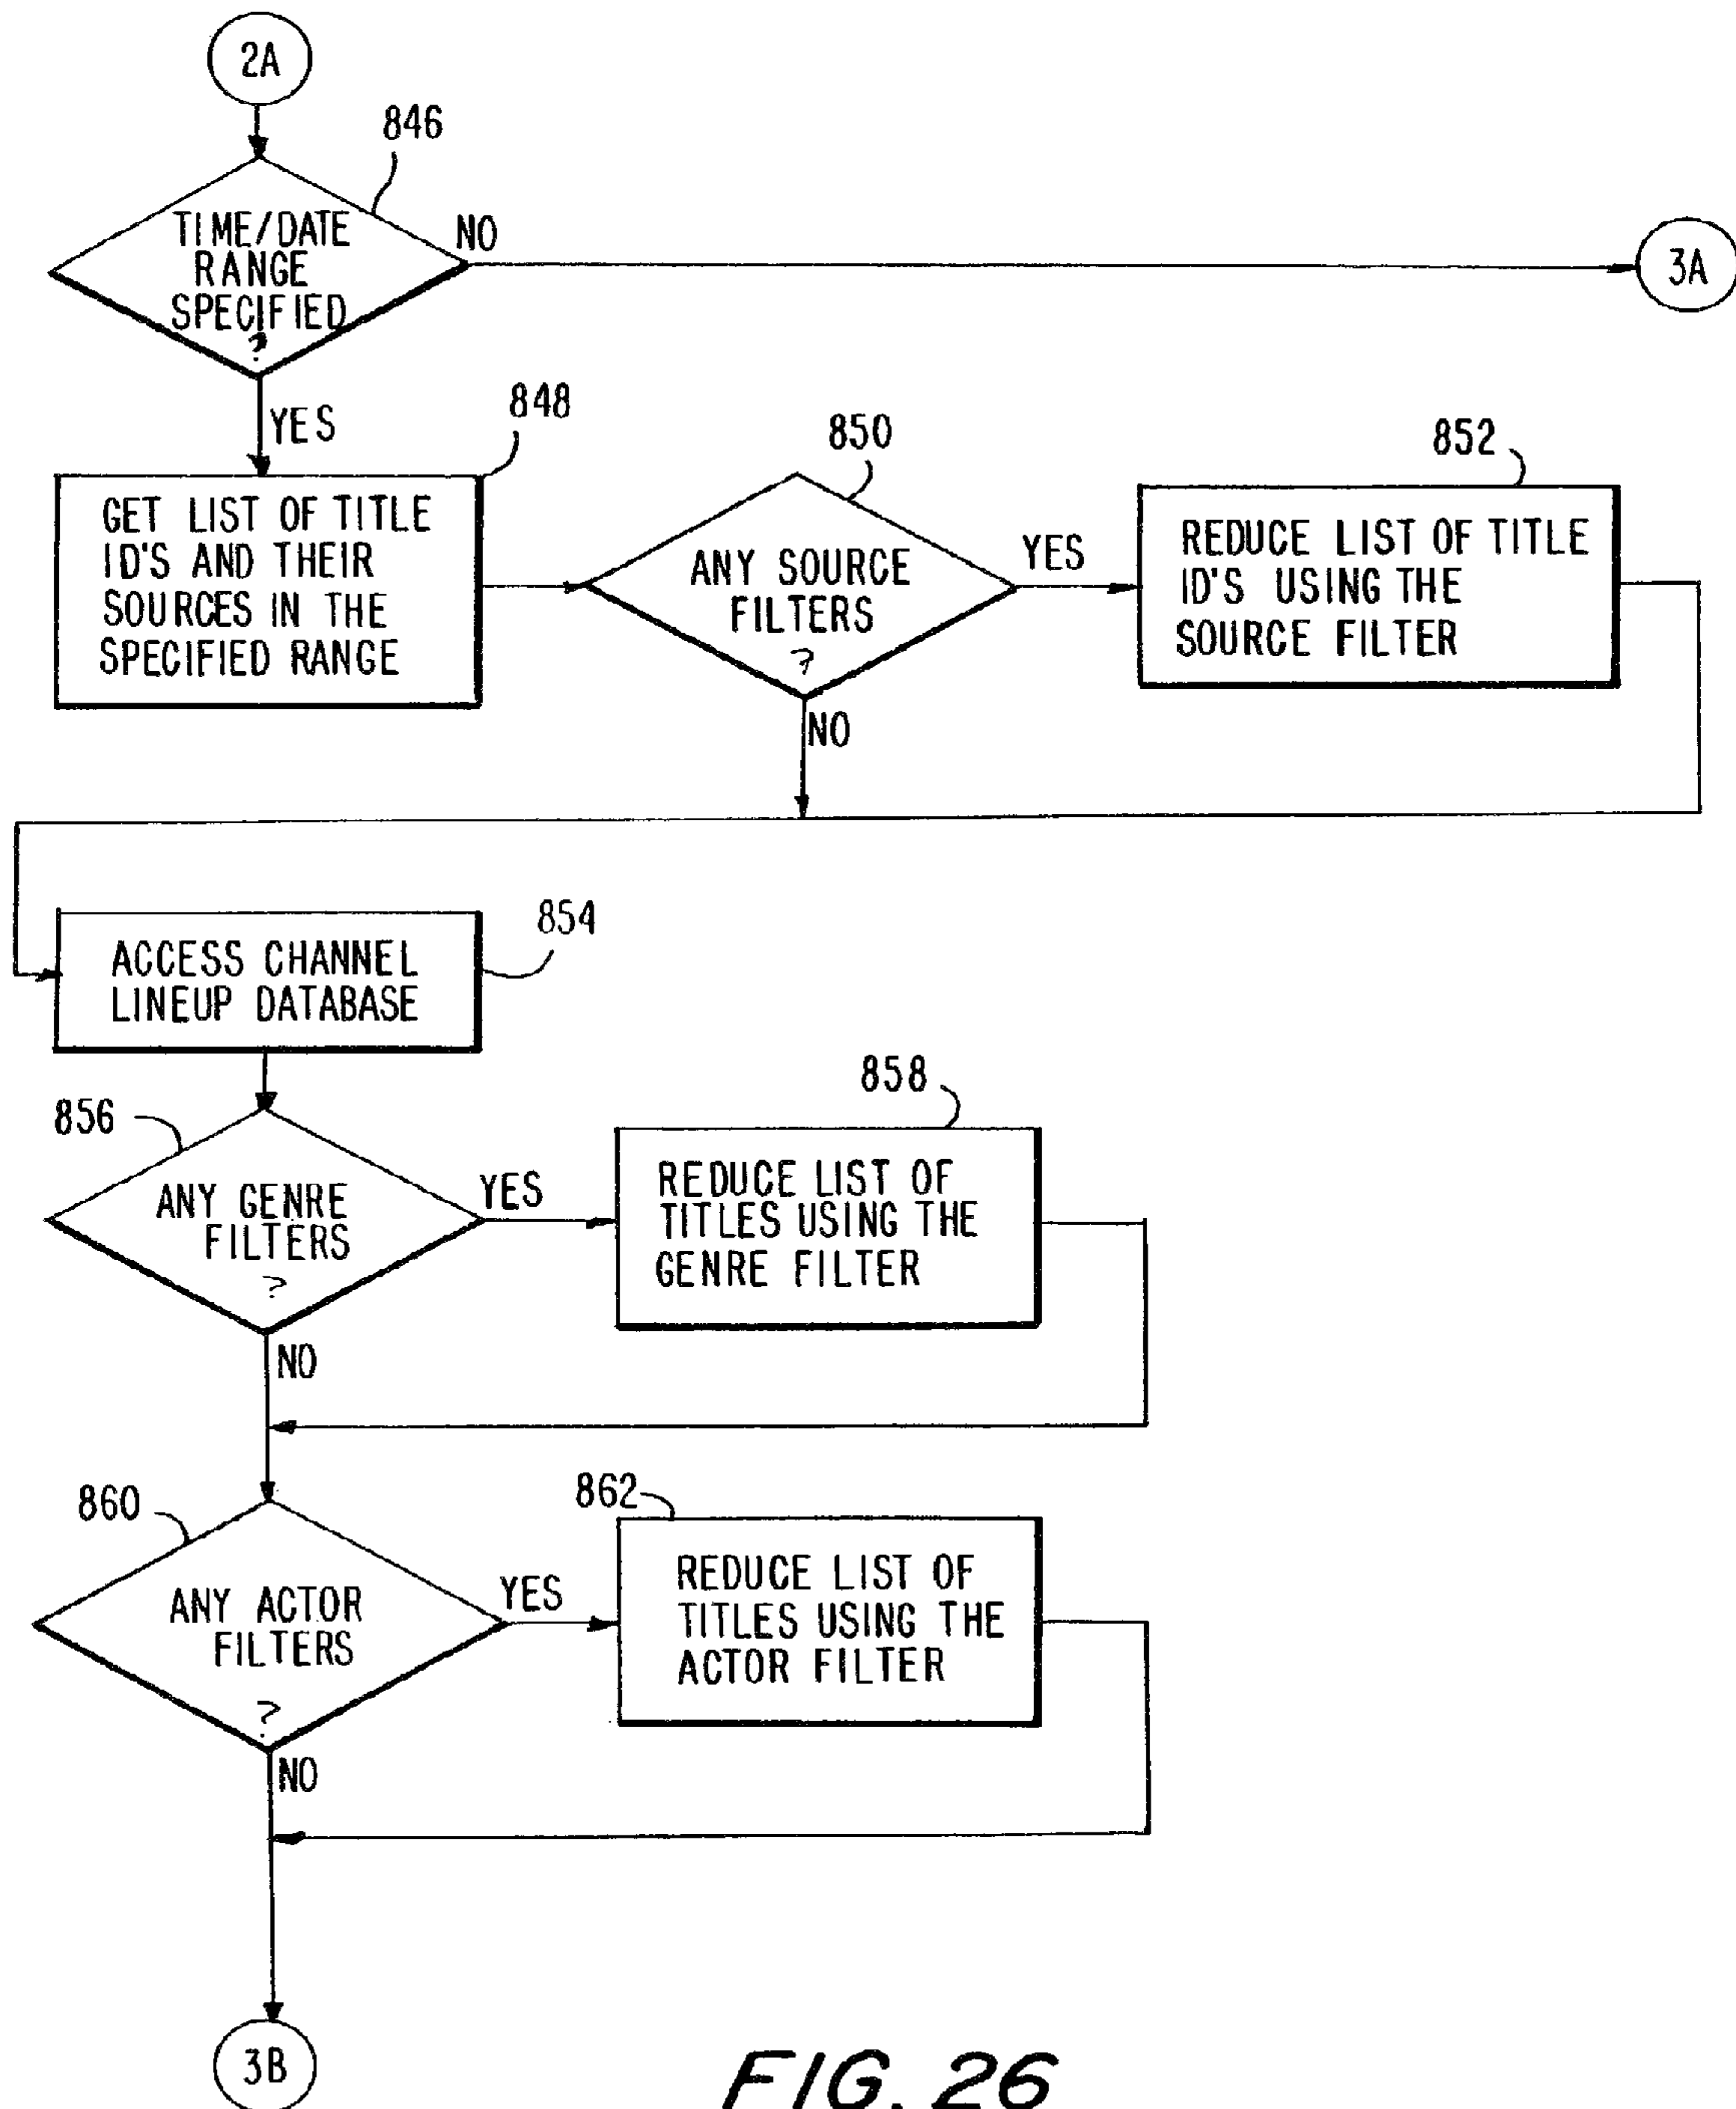 2A
846
TIME/DATE
RANGE
SPECIFIED
?
NO
3A
YES
848
GET LIST OF TITLE
ID'S AND THEIR
SOURCES IN THE
SPECIFIED RANGE
850
ANY SOURCE
FILTERS
?
YES
852
REDUCE LIST OF TITLE
ID'S USING THE
SOURCE FILTER
NO
854
ACCESS CHANNEL
LINEUP DATABASE
856
ANY GENRE
FILTERS
?
YES
858
REDUCE LIST OF
TITLES USING THE
GENRE FILTER
NO
860
ANY ACTOR
FILTERS
?
YES
862
REDUCE LIST OF
TITLES USING THE
ACTOR FILTER
NO
3B
FIG. 26